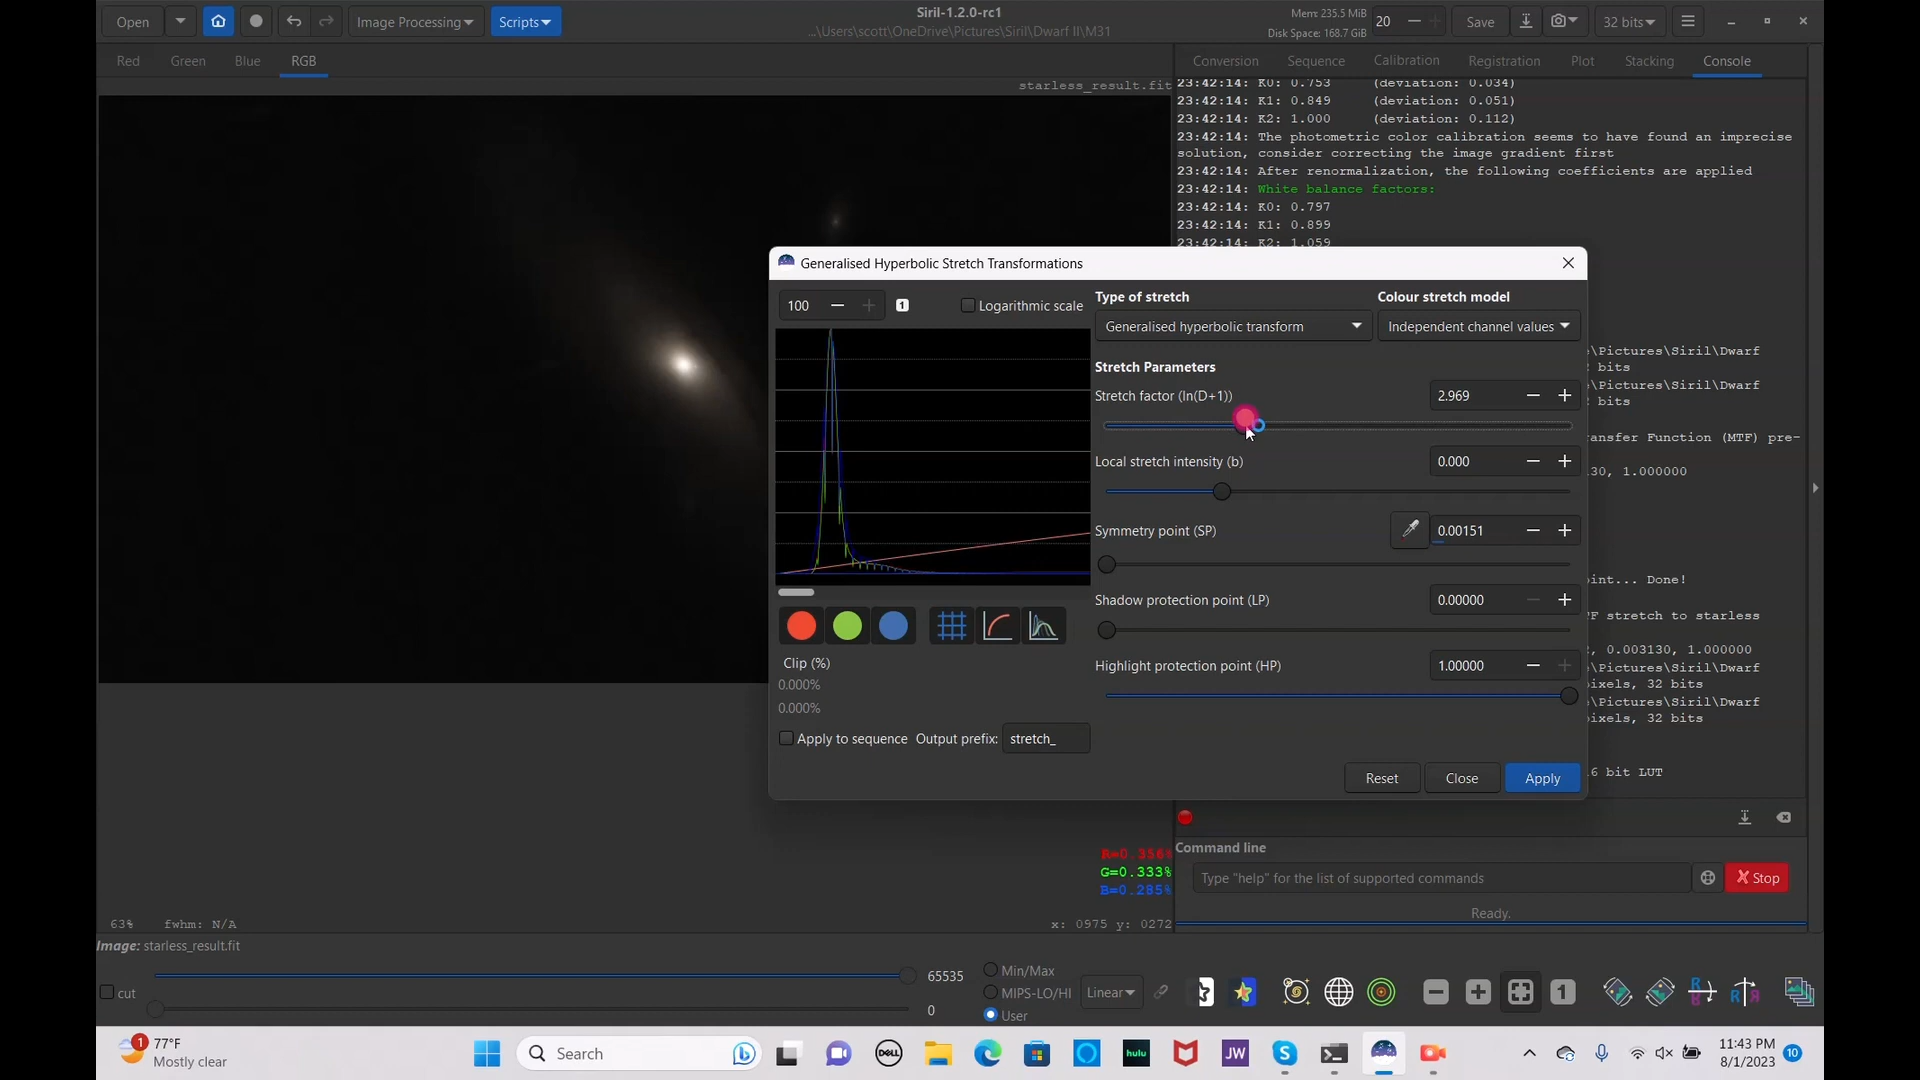 Open
Image Processing
Scripts
Siril-1.2.0-rc1
...\Users\scott\OneDrive\Pictures\Siril\Dwarf II\M31
Mem: 235.5 MiB
Disk Space: 168.7 GiB
20
Save
32 bits
Red
Green
Blue
RGB
Conversion
Sequence
Calibration
Registration
Plot
Stacking
Console
starless_result.fit
23:42:14: K0: 0.753 (deviation: 0.034)
23:42:14: K1: 0.849 (deviation: 0.051)
23:42:14: K2: 1.000 (deviation: 0.112)
23:42:14: The photometric color calibration seems to have found an imprecise
solution, consider correcting the image gradient first
23:42:14: After renormalization, the following coefficients are applied
23:42:14: White balance factors:
23:42:14: K0: 0.797
23:42:14: K1: 0.899
23:42:14: K2: 1.059
Generalised Hyperbolic Stretch Transformations
100
1
Logarithmic scale
Type of stretch
Colour stretch model
Generalised hyperbolic transform
Independent channel values
Stretch Parameters
Stretch factor (ln(D+1))
2.969
Local stretch intensity (b)
0.000
Symmetry point (SP)
0.00151
Shadow protection point (LP)
0.00000
Highlight protection point (HP)
1.00000
Clip (%)
0.000%
0.000%
Apply to sequence
Output prefix:
stretch_
Reset
Close
Apply
\Pictures\Siril\Dwarf
bits
\Pictures\Siril\Dwarf
bits
ansfer Function (MTF) pre-
30, 1.000000
int... Done!
F stretch to starless
, 0.003130, 1.000000
\Pictures\Siril\Dwarf
ixels, 32 bits
\Pictures\Siril\Dwarf
ixels, 32 bits
6 bit LUT
Command line
Type "help" for the list of supported commands
Stop
Ready.
R=0.356%
G=0.333%
B=0.285%
63%
fwhm: N/A
x: 0975 y: 0272
Image: starless_result.fit
cut
65535
0
Min/Max
MIPS-LO/HI
User
Linear
1
1
77°F
Mostly clear
Search
DELL
hulu
JW
11:43 PM
8/1/2023
10